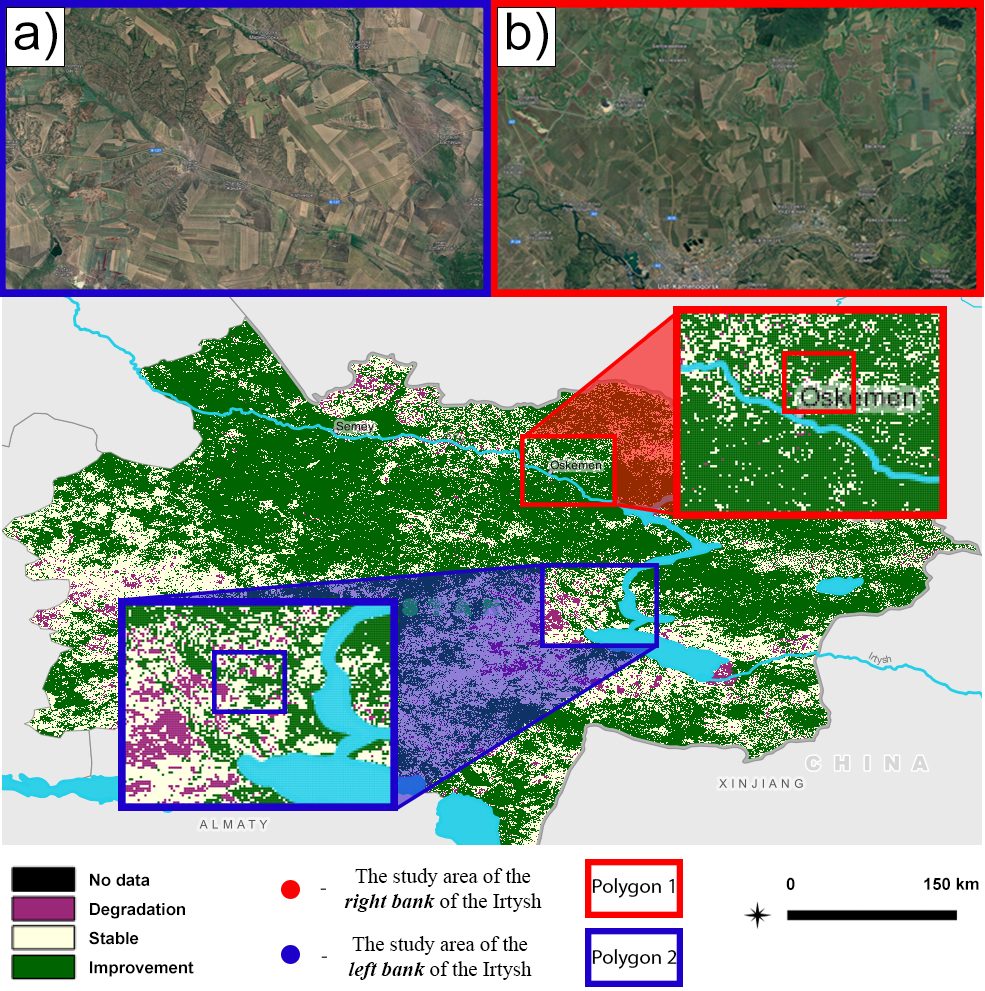 a)
b)
Ust-Kamenogorsk
Semey
Oskemen
Oskemen
Irtysh
CHINA
XINJIANG
ALMATY
No data
Degradation
Stable
Improvement
- The study area of the
right bank of the Irtysh
- The study area of the
left bank of the Irtysh
Polygon 1
Polygon 2
0 150 km